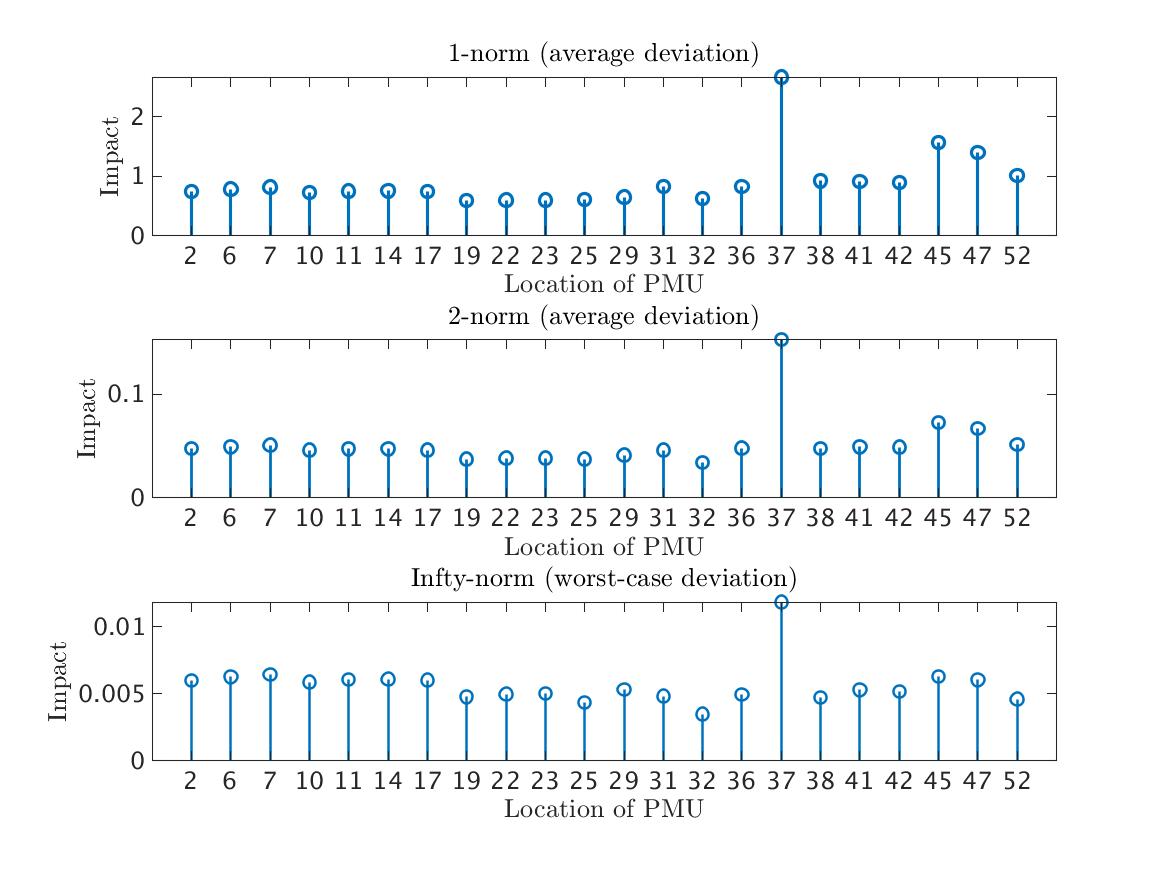 1-norm (average deviation)
Impact
2
1
0
2 6 7 10 11 14 17 19 22 23 25 29 31 32 36 37 38 41 42 45 47 52
Location of PMU
2-norm (average deviation)
Impact
0.1
0
2 6 7 10 11 14 17 19 22 23 25 29 31 32 36 37 38 41 42 45 47 52
Location of PMU
Infty-norm (worst-case deviation)
Impact
0.01
0.005
0
2 6 7 10 11 14 17 19 22 23 25 29 31 32 36 37 38 41 42 45 47 52
Location of PMU